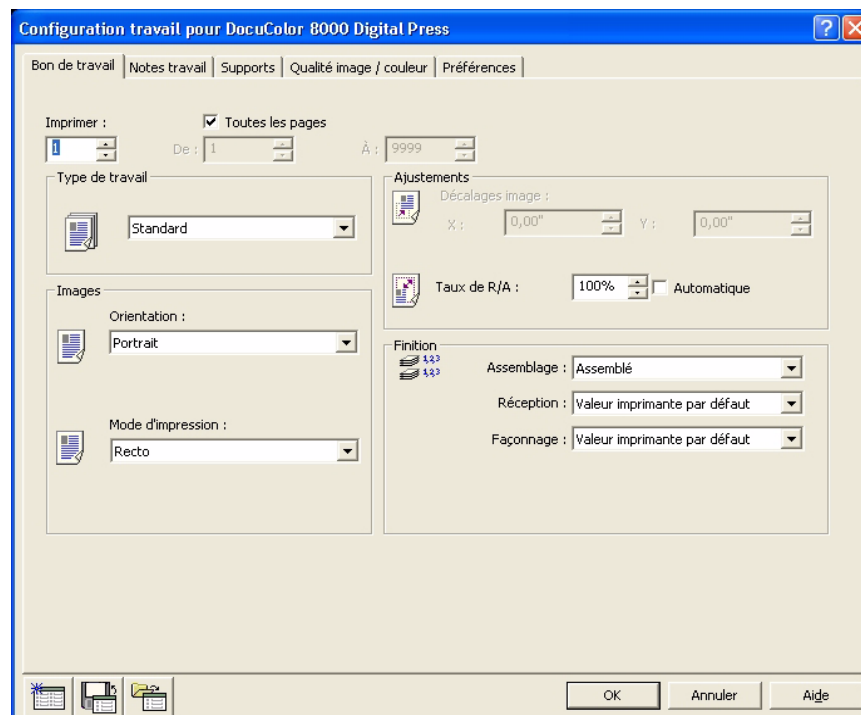 Configuration travail pour DocuColor 8000 Digital Press
Bon de travail Notes travail Supports Qualité image / couleur Préférences
Imprimer : Toutes les pages
1 De : 1 À : 9999
Type de travail
Standard
Ajustements
Décalages image :
X : 0,00" Y : 0,00"
Taux de R/A : 100% Automatique
Images
Orientation :
Portrait
Mode d'impression :
Recto
Finition
123
123
Assemblage : Assemblé
Réception : Valeur imprimante par défaut
Façonnage : Valeur imprimante par défaut
OK Annuler Aide